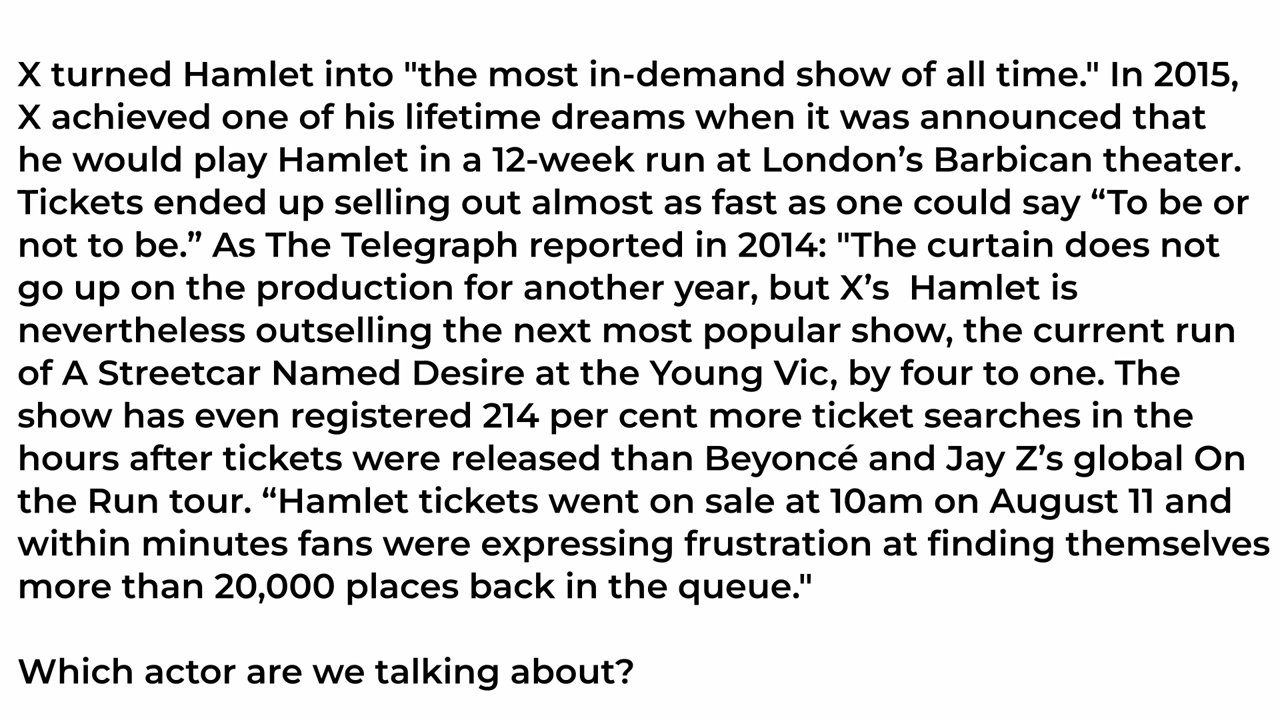 X turned Hamlet into "the most in-demand show of all time." In 2015,
X achieved one of his lifetime dreams when it was announced that
he would play Hamlet in a 12-week run at London’s Barbican theater.
Tickets ended up selling out almost as fast as one could say “To be or
not to be.” As The Telegraph reported in 2014: "The curtain does not
go up on the production for another year, but X’s  Hamlet is
nevertheless outselling the next most popular show, the current run
of A Streetcar Named Desire at the Young Vic, by four to one. The
show has even registered 214 per cent more ticket searches in the
hours after tickets were released than Beyoncé and Jay Z’s global On
the Run tour. “Hamlet tickets went on sale at 10am on August 11 and
within minutes fans were expressing frustration at finding themselves
more than 20,000 places back in the queue."
Which actor are we talking about?